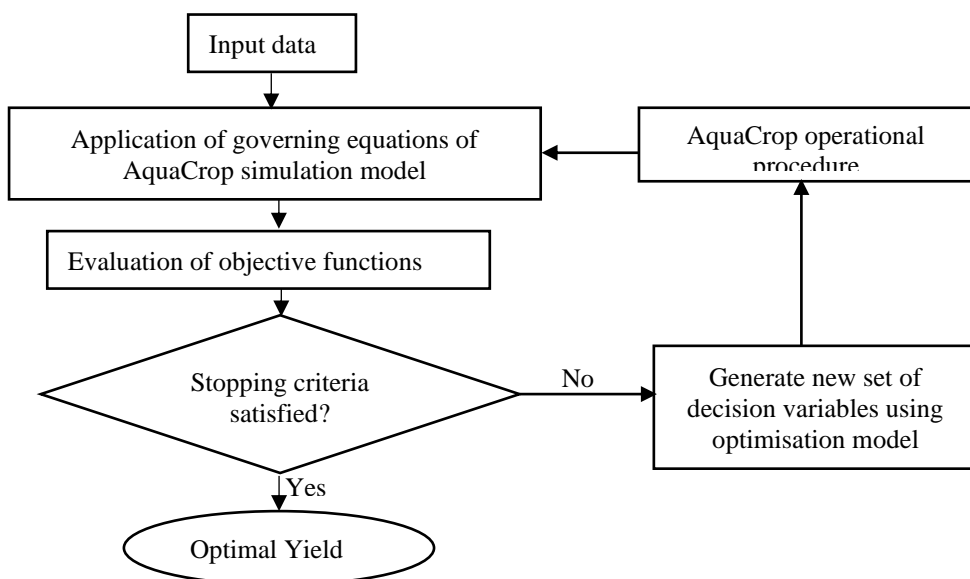 Input data
Application of governing equations of
AquaCrop simulation model
AquaCrop operational
procedure
Evaluation of objective functions
Stopping criteria
satisfied?
No
Generate new set of
decision variables using
optimisation model
Yes
Optimal Yield